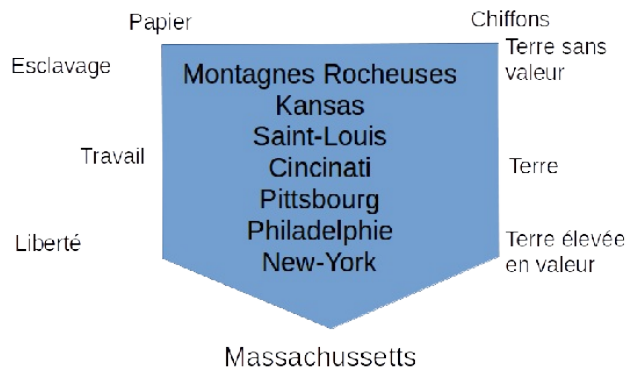 Papier
Chiffons
Esclavage
Terre sans
valeur
Montagnes Rocheuses
Kansas
Saint-Louis
Travail
Cincinati
Terre
Pittsbourg
Philadelphie
Liberté
Terre élevée
en valeur
New-York
Massachussetts